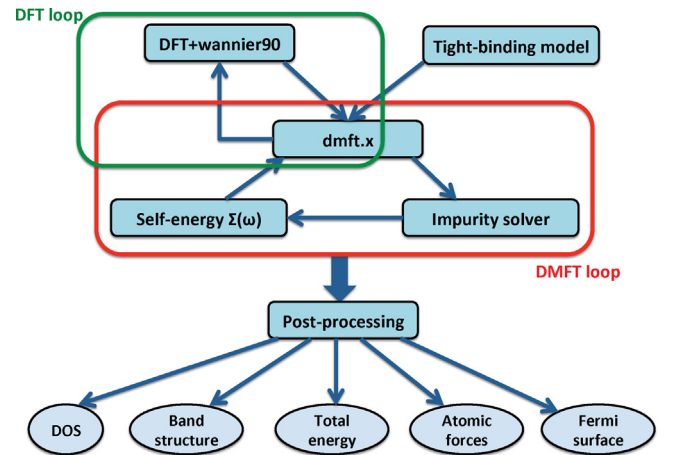 DFT loop
DFT+wannier90
Tight-binding model
dmft.x
Self-energy Σ(ω)
Impurity solver
DMFT loop
Post-processing
DOS
Band
structure
Total
energy
Atomic
forces
Fermi
surface